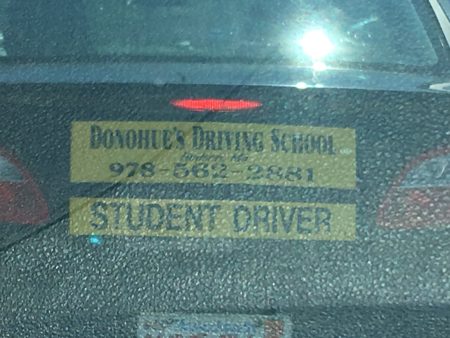 DONOHUE'S DRIVING SCHOOL
978-562-2881
STUDENT DRIVER